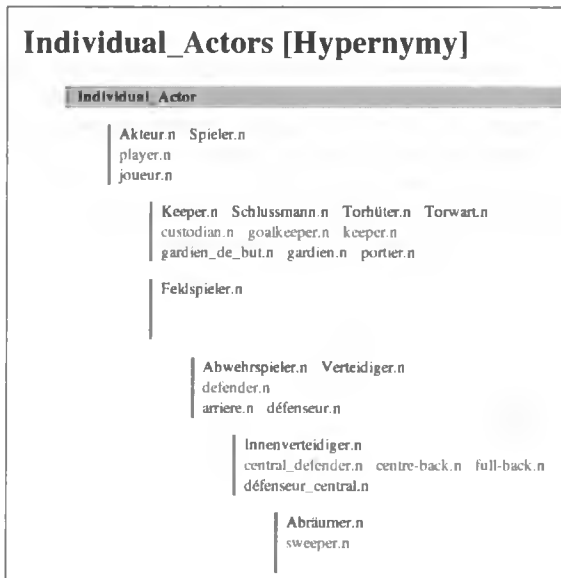 Individual_Actors [Hypernymy]
Individual_Actor
Akteur.n Spieler.n
player.n
joueur.n
Keeper.n Schlussmann.n Torhüter.n Torwart.n
custodian.n goalkeeper.n keeper.n
gardien_de_but.n gardien.n portier.n
Feldspieler.n
Abwehrspieler.n Verteidiger.n
defender.n
arriere.n défenseur.n
Innenverteidiger.n
central_defender.n centre-back.n full-back.n
défenseur_central.n
Abräumer.n
sweeper.n